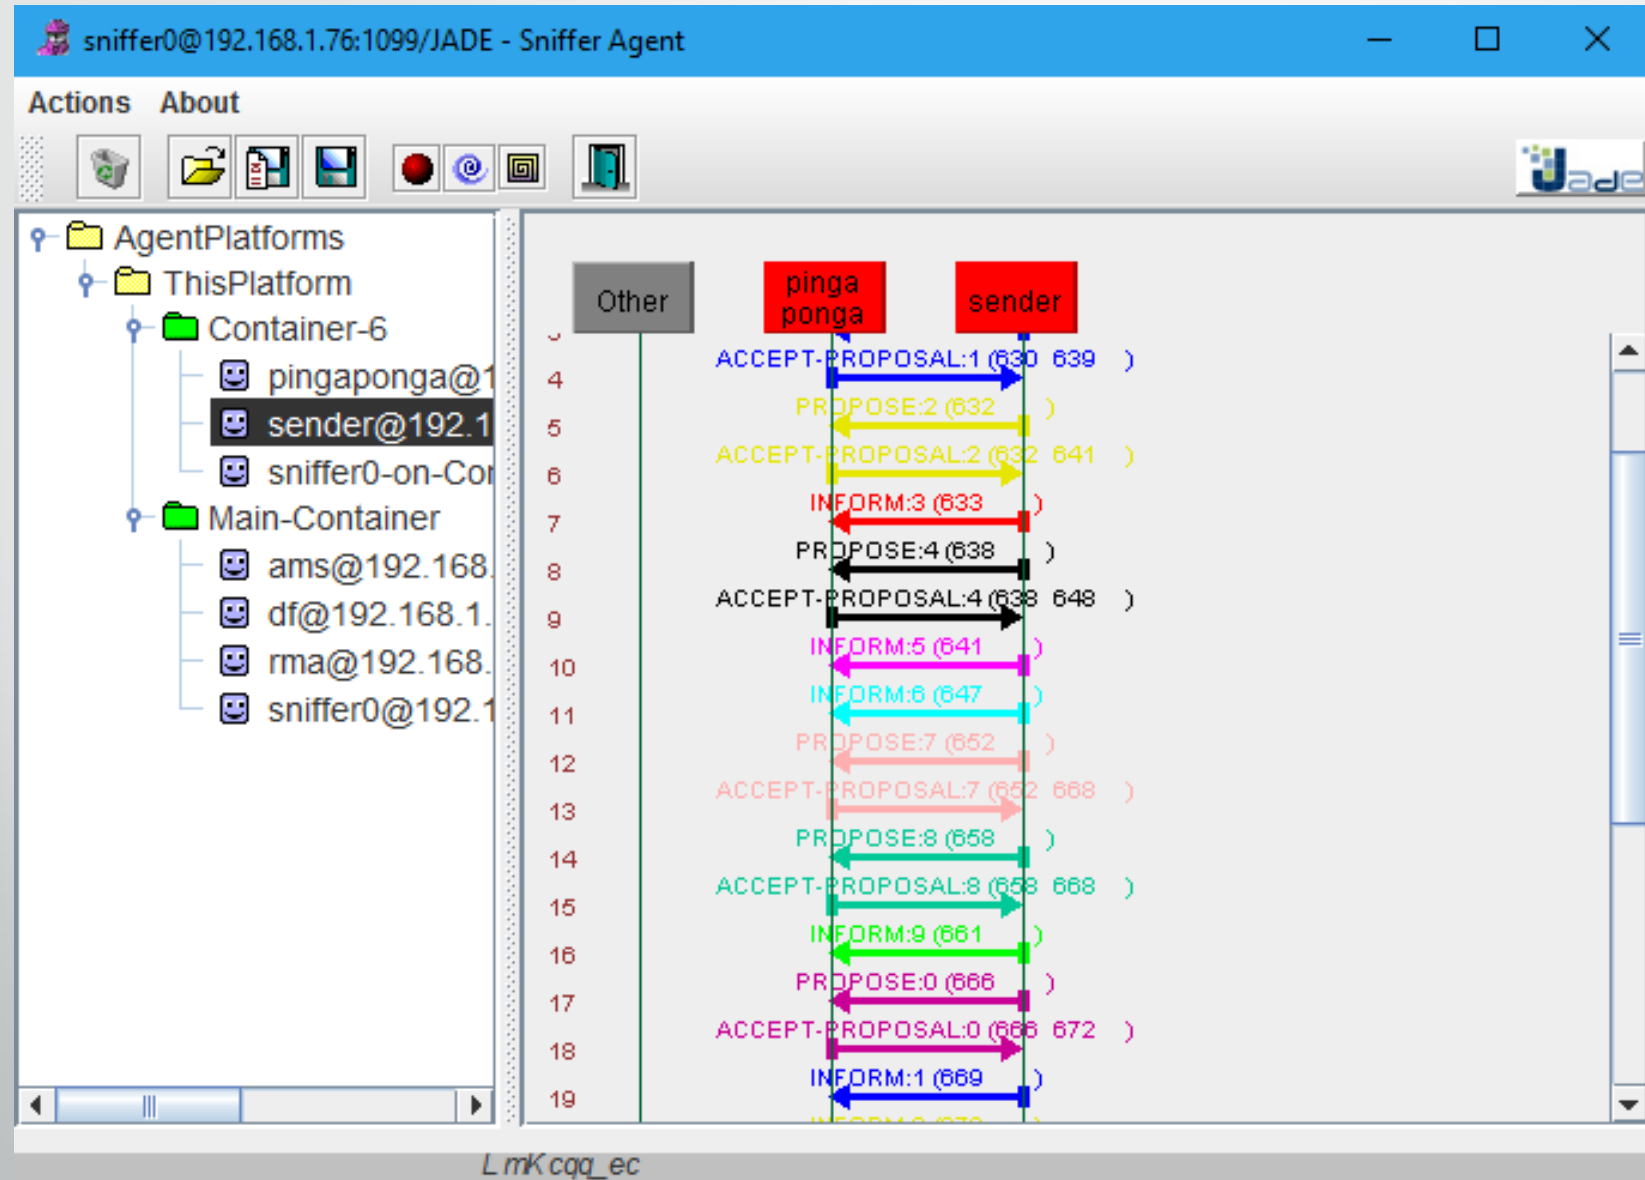 sniffer0@192.168.1.76:1099/JADE - Sniffer Agent
Actions About
Jade
AgentPlatforms
ThisPlatform
Container-6
pingaponga@1
sender@192.1
sniffer0-on-Cor
Main-Container
ams@192.168.
df@192.168.1.
rma@192.168.
sniffer0@192.1
Other
pinga
ponga
sender
ACCEPT-PROPOSAL:1 (630 639 )
4
PROPOSE:2 (632 )
5
ACCEPT-PROPOSAL:2 (632 641 )
6
INFORM:3 (633 )
7
PROPOSE:4 (638 )
8
ACCEPT-PROPOSAL:4 (638 648 )
9
INFORM:5 (641 )
10
INFORM:6 (647 )
11
PROPOSE:7 (652 )
12
ACCEPT-PROPOSAL:7 (652 668 )
13
PROPOSE:8 (658 )
14
ACCEPT-PROPOSAL:8 (658 668 )
15
INFORM:9 (661 )
16
PROPOSE:0 (666 )
17
ACCEPT-PROPOSAL:0 (666 672 )
18
INFORM:1 (669 )
19
L mK cqq_ec